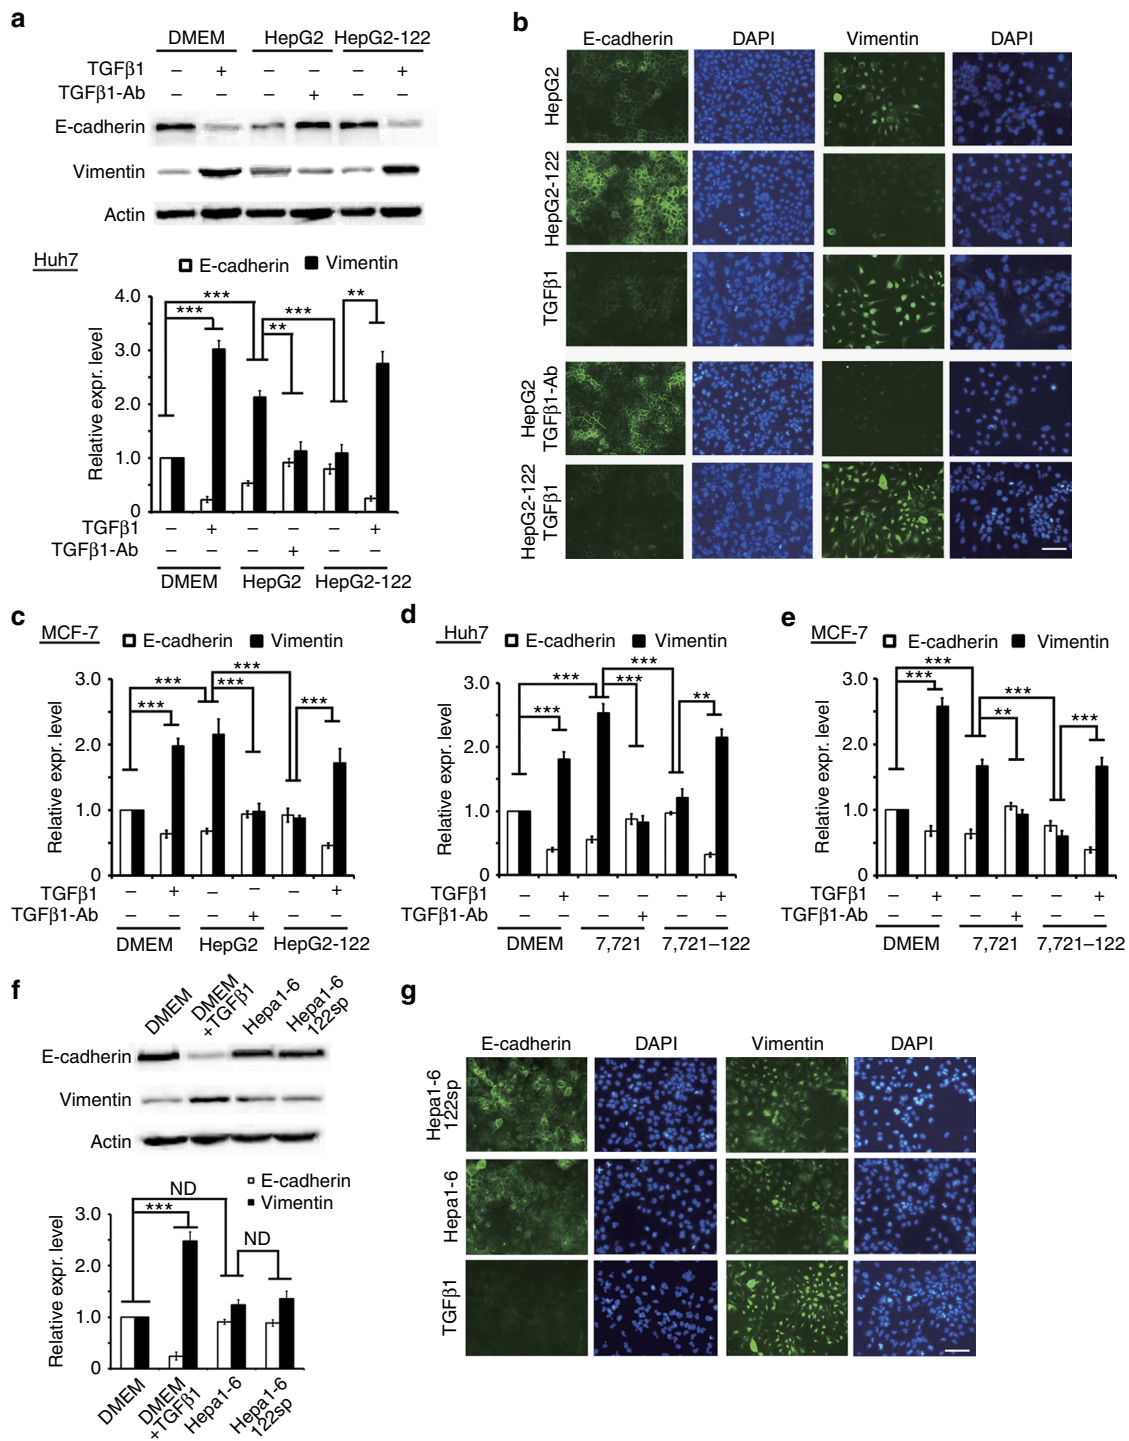 a
DMEM HepG2 HepG2-122
TGFβ1 – + – – – +
TGFβ1-Ab – – – + – –
E-cadherin
Vimentin
Actin
Huh7
E-cadherin Vimentin
*** *** ** *** **
Relative expr. level
4.0
3.0
2.0
1.0
0
TGFβ1 – + – – – +
TGFβ1-Ab – – – + – –
DMEM HepG2 HepG2-122
b
E-cadherin DAPI Vimentin DAPI
HepG2
HepG2-122
TGFβ1
HepG2
TGFβ1-Ab
HepG2-122
TGFβ1
c
MCF-7
E-cadherin Vimentin
*** *** *** *** ***
Relative expr. level
3.0
2.0
1.0
0
TGFβ1 – + – – – +
TGFβ1-Ab – – – + – –
DMEM HepG2 HepG2-122
d
Huh7
E-cadherin Vimentin
*** *** *** *** **
Relative expr. level
3.0
2.0
1.0
0
TGFβ1 – + – – – +
TGFβ1-Ab – – – + – –
DMEM 7,721 7,721–122
e
MCF-7
E-cadherin Vimentin
*** *** *** ** ***
Relative expr. level
3.0
2.0
1.0
0
TGFβ1 – + – – – +
TGFβ1-Ab – – – + – –
DMEM 7,721 7,721–122
f
DMEM
DMEM
+TGFβ1
Hepa1-6
Hepa1-6
122sp
E-cadherin
Vimentin
Actin
E-cadherin
Vimentin
ND
***
ND
Relative expr. level
3.0
2.0
1.0
0
DMEM
DMEM
+TGFβ1
Hepa1-6
Hepa1-6
122sp
g
E-cadherin DAPI Vimentin DAPI
Hepa1-6
122sp
Hepa1-6
TGFβ1